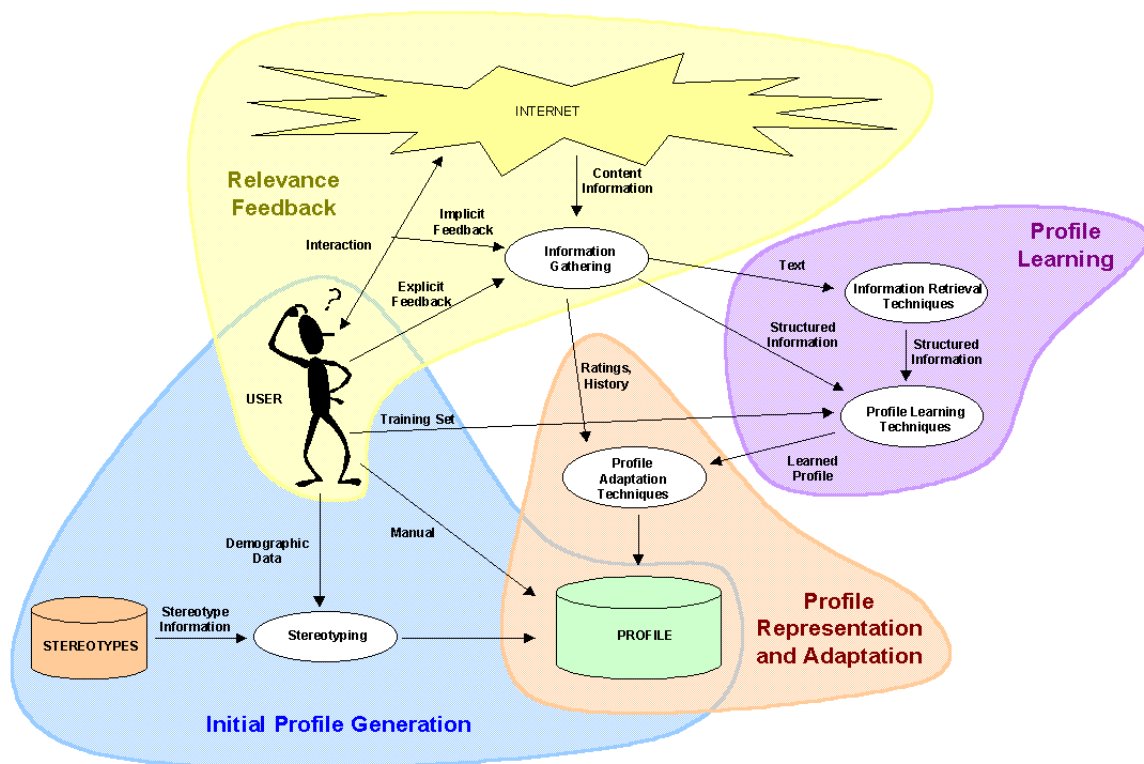 INTERNET
Relevance
Feedback
Content
Information
Implicit
Feedback
Interaction
Information
Gathering
Explicit
Feedback
?
USER
Profile
Learning
Text
Information Retrieval
Techniques
Structured
Information
Structured
Information
Profile Learning
Techniques
Ratings,
History
Training Set
Learned
Profile
Profile
Adaptation
Techniques
Demographic
Data
Manual
Stereotype
Information
STEREOTYPES
Stereotyping
PROFILE
Profile
Representation
and Adaptation
Initial Profile Generation